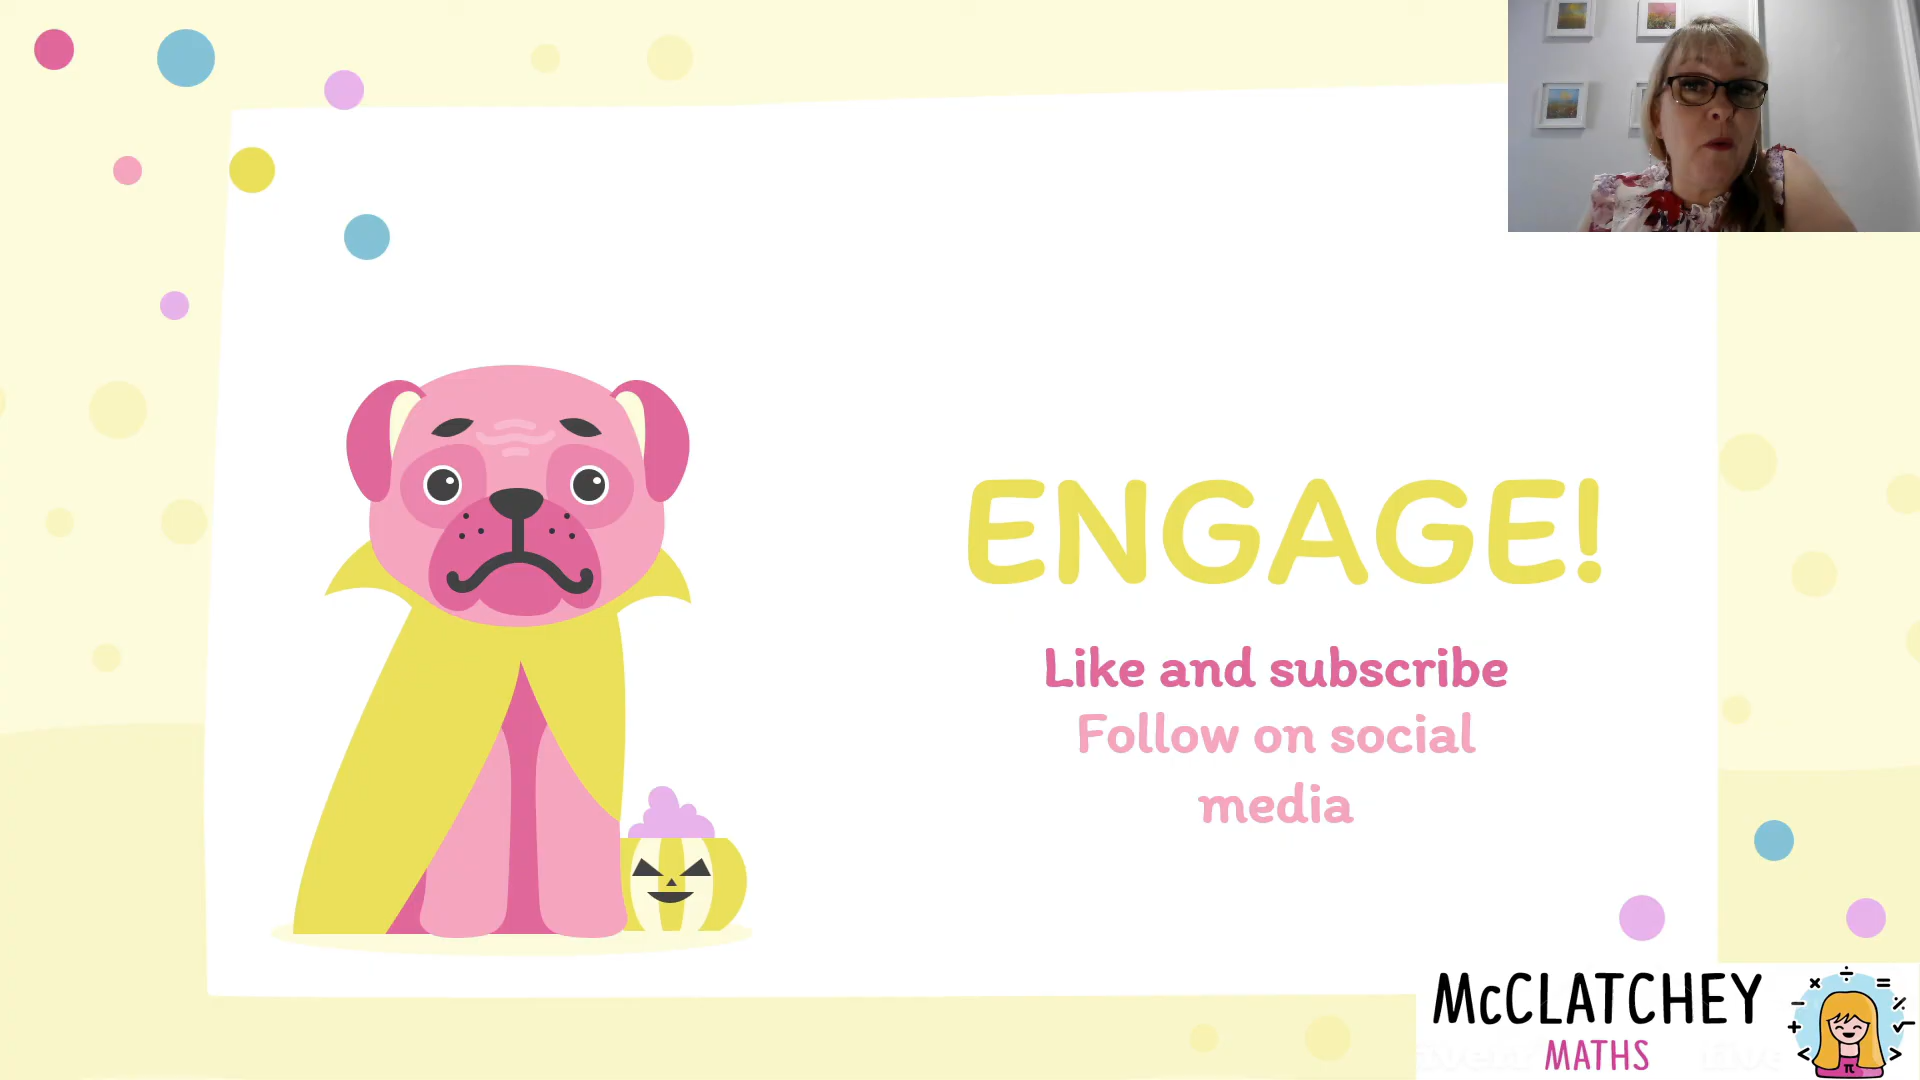 ENGAGE!
Like and subscribe
Follow on social
media
McCLATCHEY
MATHS
π